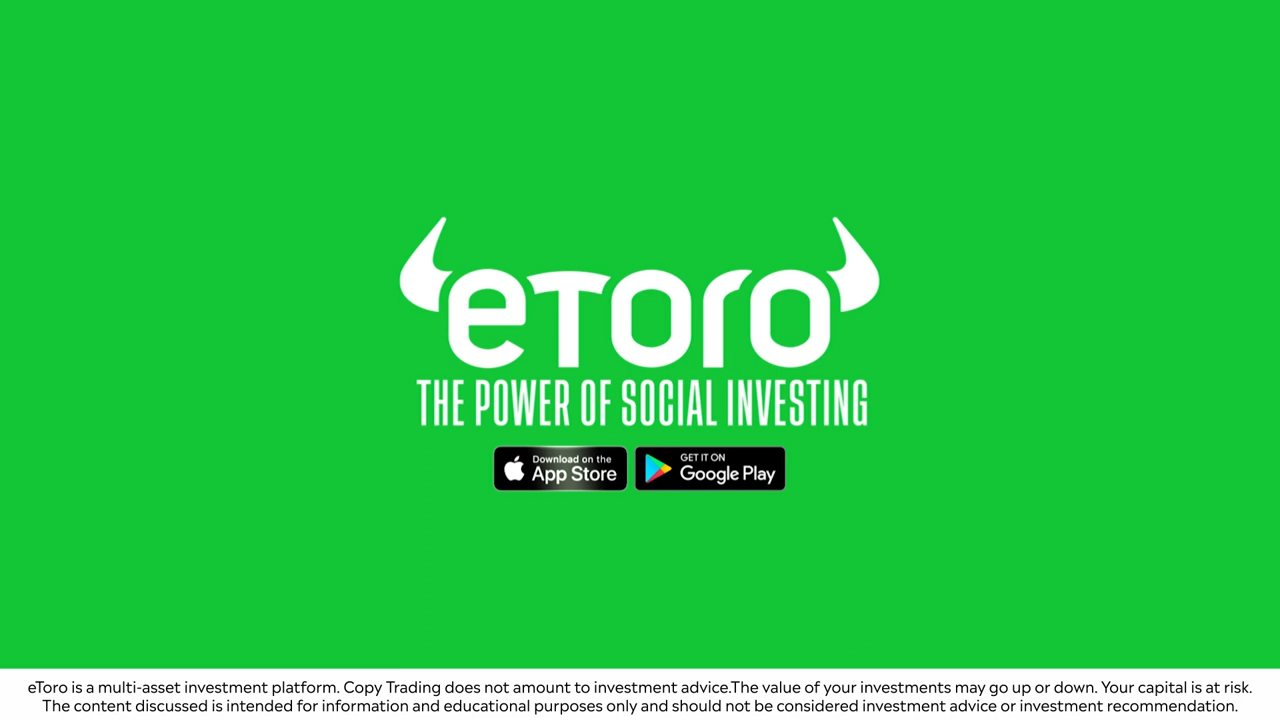 eToro
THE POWER OF SOCIAL INVESTING
Download on the
App Store
GET IT ON
Google Play
eToro is a multi-asset investment platform. Copy Trading does not amount to investment advice.The value of your investments may go up or down. Your capital is at risk.
The content discussed is intended for information and educational purposes only and should not be considered investment advice or investment recommendation.